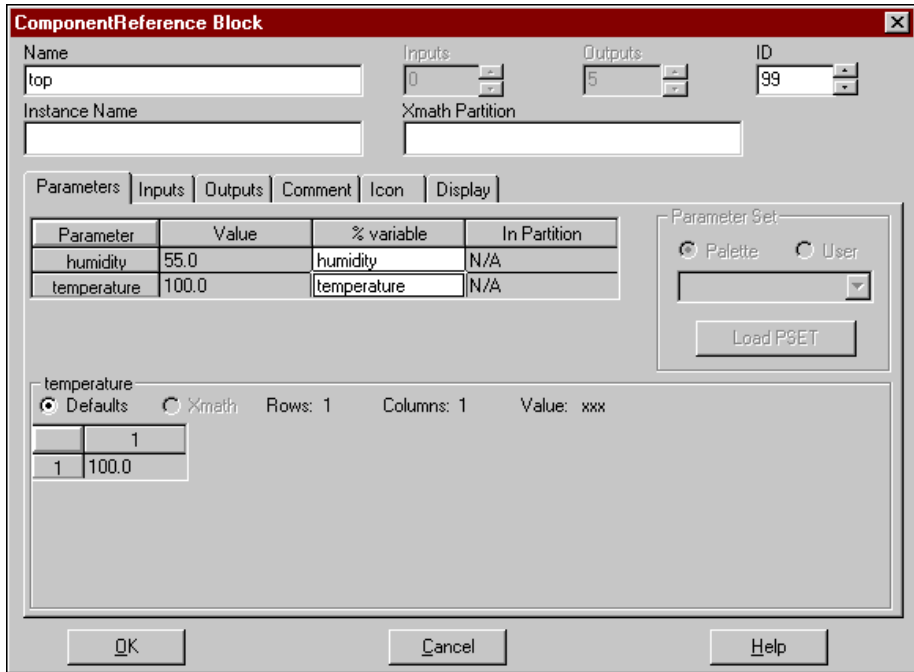 ComponentReference Block
Name Inputs Outputs ID
top 0 5 99
Instance Name Xmath Partition
Parameters Inputs Outputs Comment Icon Display
Parameter Value % variable In Partition
humidity 55.0 humidity N/A
temperature 100.0 temperature N/A
Parameter Set
Palette User
Load PSET
temperature
Defaults Xmath Rows: 1 Columns: 1 Value: xxx
1
1 100.0
OK Cancel Help